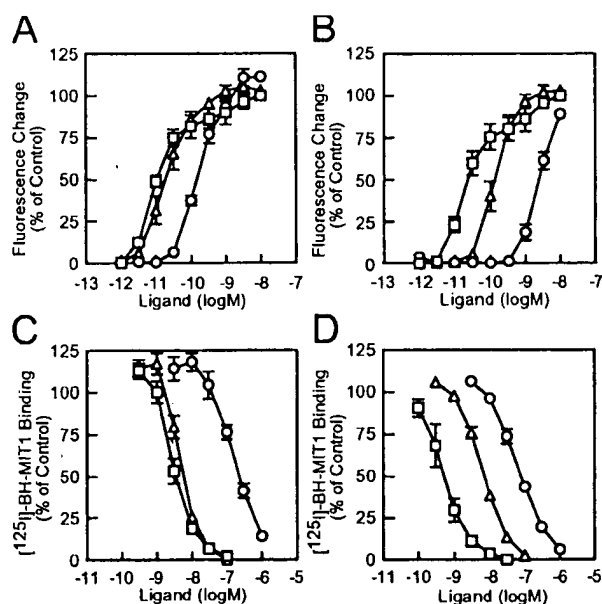 A
Fluorescence Change
(% of Control)
125
100
75
50
25
0
-13 -12 -11 -10 -9 -8 -7
Ligand (logM)
B
Fluorescence Change
(% of Control)
125
100
75
50
25
0
-13 -12 -11 -10 -9 -8 -7
Ligand (logM)
C
[125I]-BH-MIT1 Binding
(% of Control)
125
100
75
50
25
0
-10 -9 -8 -7 -6 -5
Ligand (logM)
D
[125I]-BH-MIT1 Binding
(% of Control)
125
100
75
50
25
0
-11 -10 -9 -8 -7 -6 -5
Ligand (logM)